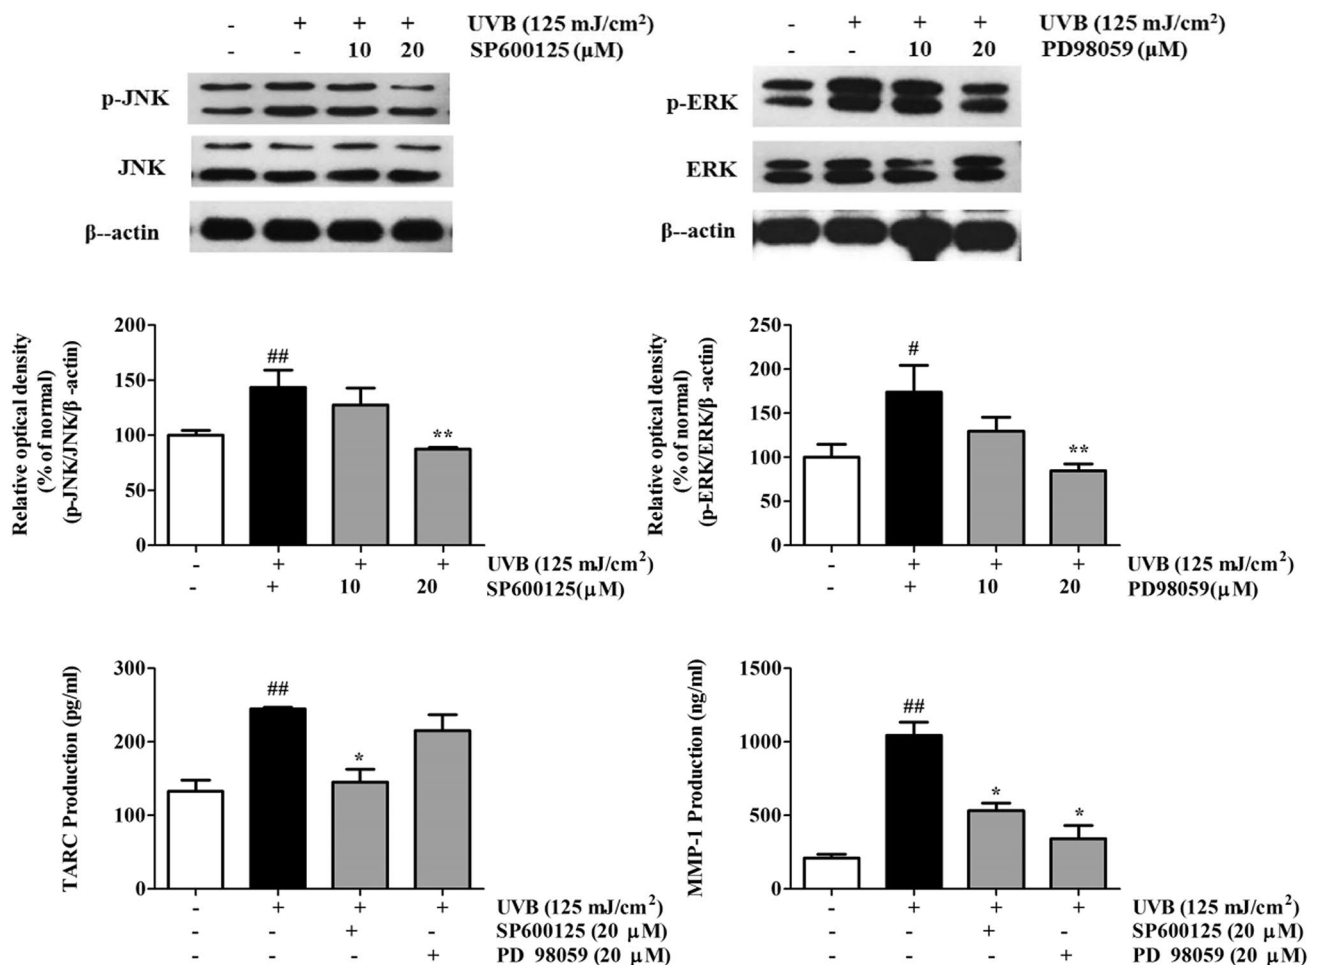 - + + + UVB (125 mJ/cm2)
- - 10 20 SP600125 (μM)
p-JNK
JNK
β--actin
- + + + UVB (125 mJ/cm2)
- - 10 20 PD98059 (μM)
p-ERK
ERK
β--actin
Relative optical density
(% of normal)
(p-JNK/JNK/β -actin)
200
150
100
50
0
##
**
- + + + UVB (125 mJ/cm2)
- + 10 20 SP600125(μM)
Relative optical density
(% of normal)
(p-ERK/ERK/β -actin)
250
200
150
100
50
0
#
**
- + + + UVB (125 mJ/cm2)
- + 10 20 PD98059(μM)
TARC Production (pg/ml)
300
200
100
0
##
*
- + + + UVB (125 mJ/cm2)
- - + - SP600125 (20 μM)
- - - + PD 98059 (20 μM)
MMP-1 Production (ng/ml)
1500
1000
500
0
##
*
*
- + + + UVB (125 mJ/cm2)
- - + - SP600125 (20 μM)
- - - + PD 98059 (20 μM)